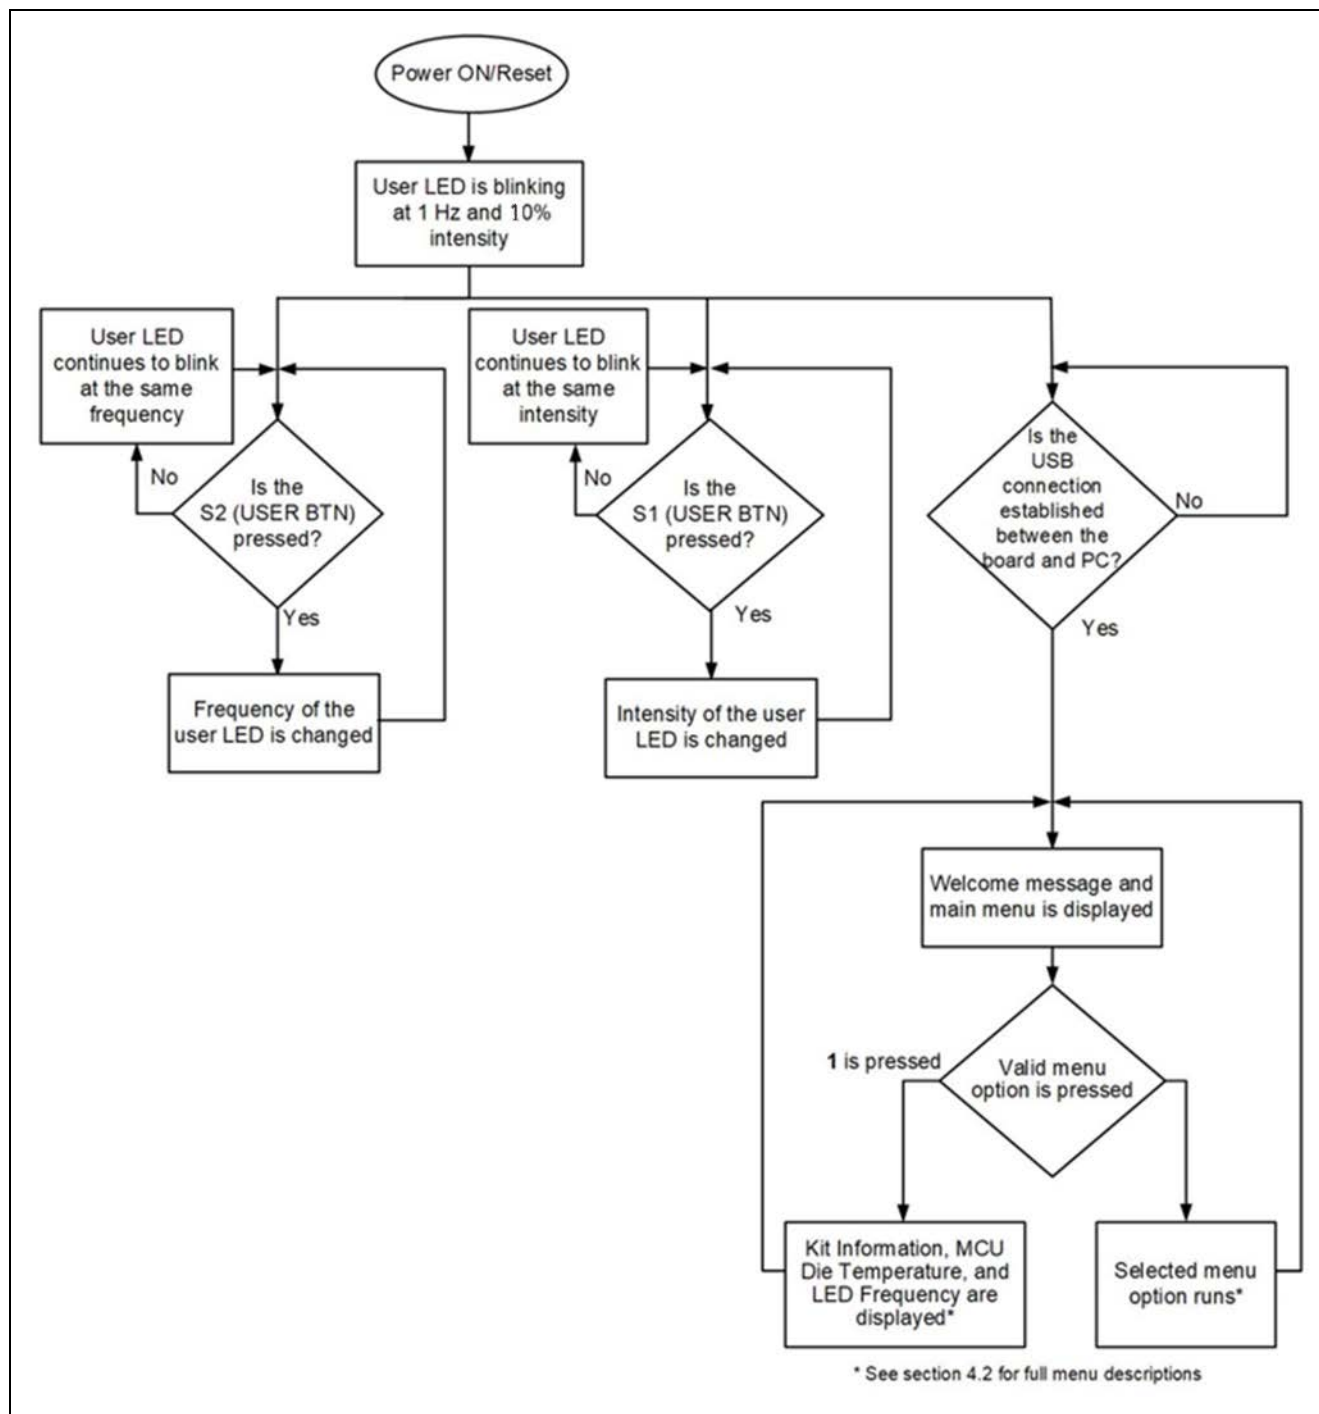 Power ON/Reset
User LED is blinking
at 1 Hz and 10%
intensity
User LED
continues to blink
at the same
frequency
No
Is the
S2 (USER BTN)
pressed?
Yes
Frequency of the
user LED is changed
User LED
continues to blink
at the same
intensity
No
Is the
S1 (USER BTN)
pressed?
Yes
Intensity of the user
LED is changed
Is the
USB
connection
established
between the
board and PC?
No
Yes
Welcome message and
main menu is displayed
1 is pressed
Valid menu
option is pressed
Kit Information, MCU
Die Temperature, and
LED Frequency are
displayed*
Selected menu
option runs*
* See section 4.2 for full menu descriptions